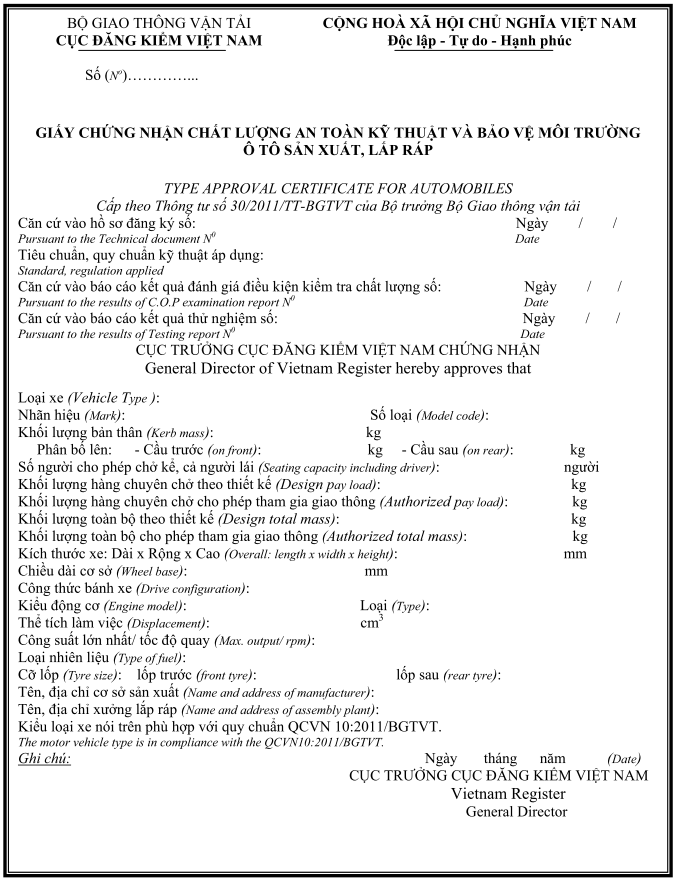 BỘ GIAO THÔNG VẬN TẢI
CỤC ĐĂNG KIỂM VIỆT NAM
CỘNG HOÀ XÃ HỘI CHỦ NGHĨA VIỆT NAM
Độc lập - Tự do - Hạnh phúc
Số (Nº)…………...
GIẤY CHỨNG NHẬN CHẤT LƯỢNG AN TOÀN KỸ THUẬT VÀ BẢO VỆ MÔI TRƯỜNG
Ô TÔ SẢN XUẤT, LẮP RÁP
TYPE APPROVAL CERTIFICATE FOR AUTOMOBILES
Cấp theo Thông tư số 30/2011/TT-BGTVT của Bộ trưởng Bộ Giao thông vận tải
Căn cứ vào hồ sơ đăng ký số: Ngày / /
Pursuant to the Technical document N⁰ Date
Tiêu chuẩn, quy chuẩn kỹ thuật áp dụng:
Standard, regulation applied
Căn cứ vào báo cáo kết quả đánh giá điều kiện kiểm tra chất lượng số: Ngày / /
Pursuant to the results of C.O.P examination report N⁰ Date
Căn cứ vào báo cáo kết quả thử nghiệm số: Ngày / /
Pursuant to the results of Testing report N⁰ Date
CỤC TRƯỞNG CỤC ĐĂNG KIỂM VIỆT NAM CHỨNG NHẬN
General Director of Vietnam Register hereby approves that
Loại xe (Vehicle Type ):
Nhãn hiệu (Mark): Số loại (Model code):
Khối lượng bản thân (Kerb mass): kg
Phân bố lên: - Cầu trước (on front): kg - Cầu sau (on rear): kg
Số người cho phép chở kể, cả người lái (Seating capacity including driver): người
Khối lượng hàng chuyên chở theo thiết kế (Design pay load): kg
Khối lượng hàng chuyên chở cho phép tham gia giao thông (Authorized pay load): kg
Khối lượng toàn bộ theo thiết kế (Design total mass): kg
Khối lượng toàn bộ cho phép tham gia giao thông (Authorized total mass): kg
Kích thước xe: Dài x Rộng x Cao (Overall: length x width x height): mm
Chiều dài cơ sở (Wheel base): mm
Công thức bánh xe (Drive configuration):
Kiểu động cơ (Engine model): Loại (Type):
Thể tích làm việc (Displacement): cm³
Công suất lớn nhất/ tốc độ quay (Max. output/ rpm):
Loại nhiên liệu (Type of fuel):
Cỡ lốp (Tyre size): lốp trước (front tyre): lốp sau (rear tyre):
Tên, địa chỉ cơ sở sản xuất (Name and address of manufacturer):
Tên, địa chỉ xưởng lắp ráp (Name and address of assembly plant):
Kiểu loại xe nói trên phù hợp với quy chuẩn QCVN 10:2011/BGTVT.
The motor vehicle type is in compliance with the QCVN10:2011/BGTVT.
Ghi chú: Ngày tháng năm (Date)
CỤC TRƯỞNG CỤC ĐĂNG KIỂM VIỆT NAM
Vietnam Register
General Director